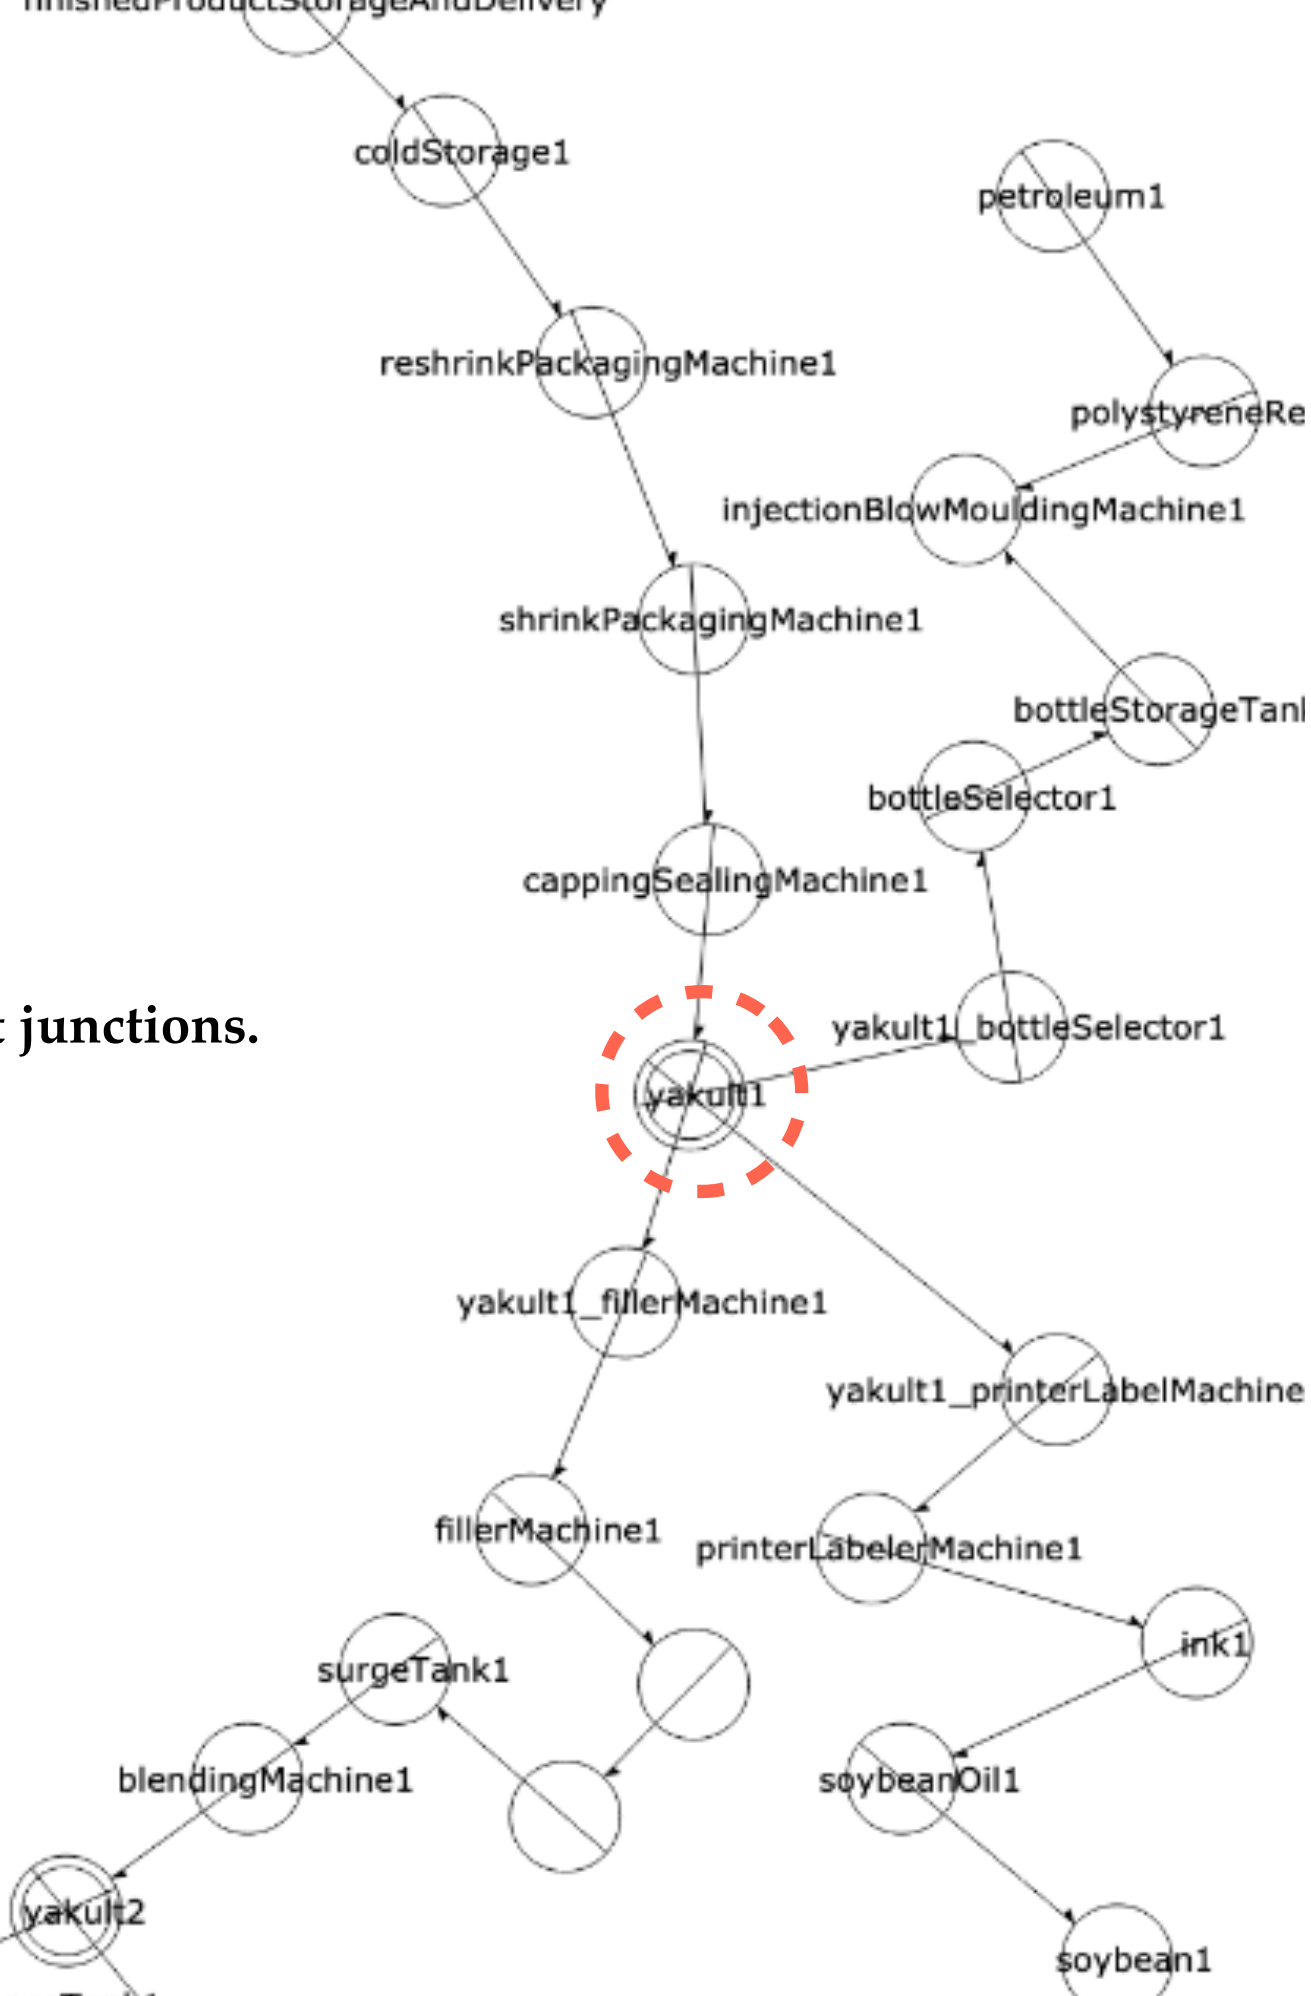 finishedProductStorageAndDelivery
coldStorage1
petroleum1
reshrinkPackagingMachine1
polystyreneRe
injectionBlowMouldingMachine1
shrinkPackagingMachine1
bottleStorageTank
bottleSelector1
cappingSealingMachine1
t junctions.
yakult1_bottleSelector1
yakult1
yakult1_fillerMachine1
yakult1_printerLabelMachine
fillerMachine1
printerLabelerMachine1
ink1
surgeTank1
blendingMachine1
soybeanOil1
yakult2
soybean1